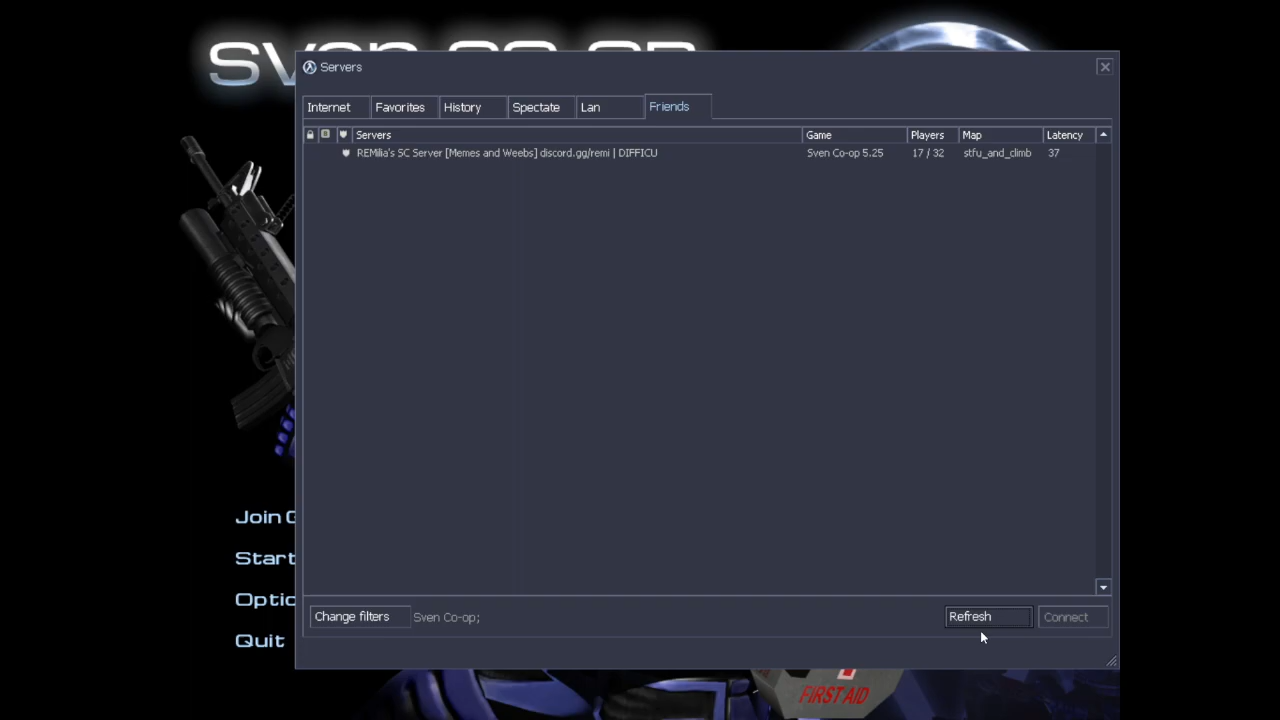 Servers
Internet Favorites History Spectate Lan Friends
Servers Game Players Map Latency
REMilia's SC Server [Memes and Weebs] discord.gg/remi | DIFFICU Sven Co-op 5.25 17 / 32 stfu_and_climb 37
Join G
Start
Optio
Quit
Change filters Sven Co-op; Refresh Connect
FIRST AID